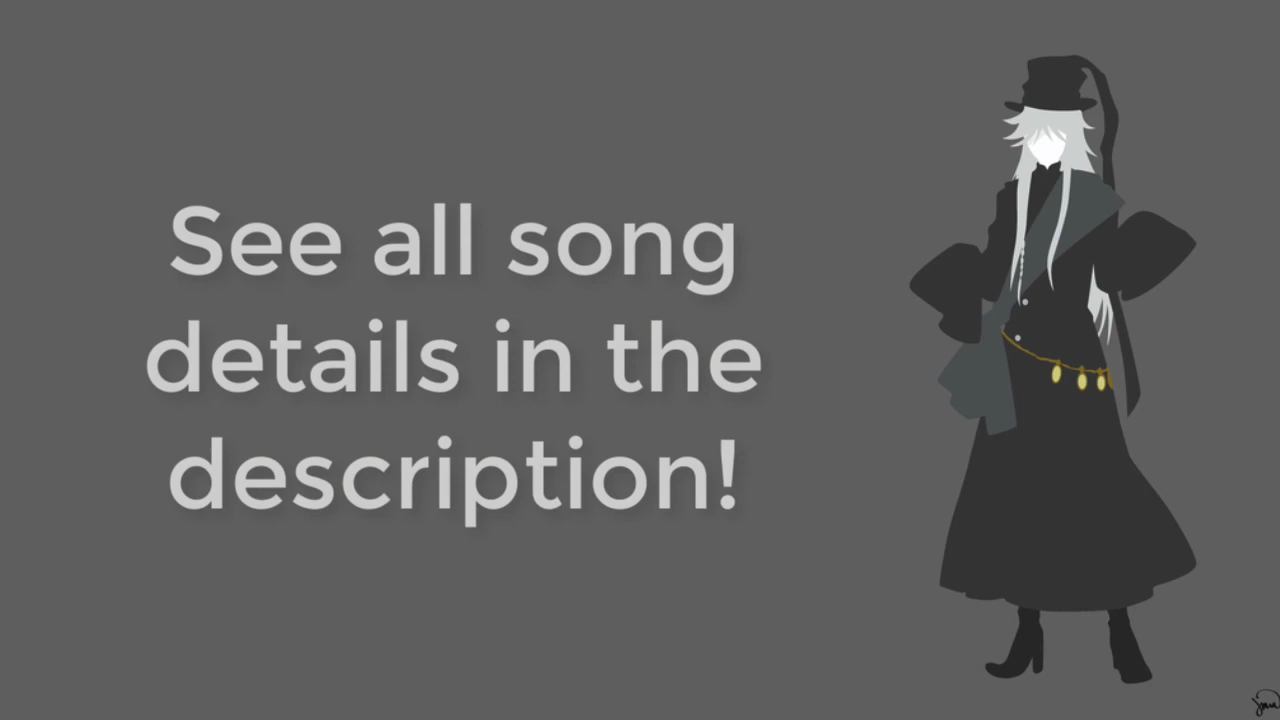 See all song
details in the
description!